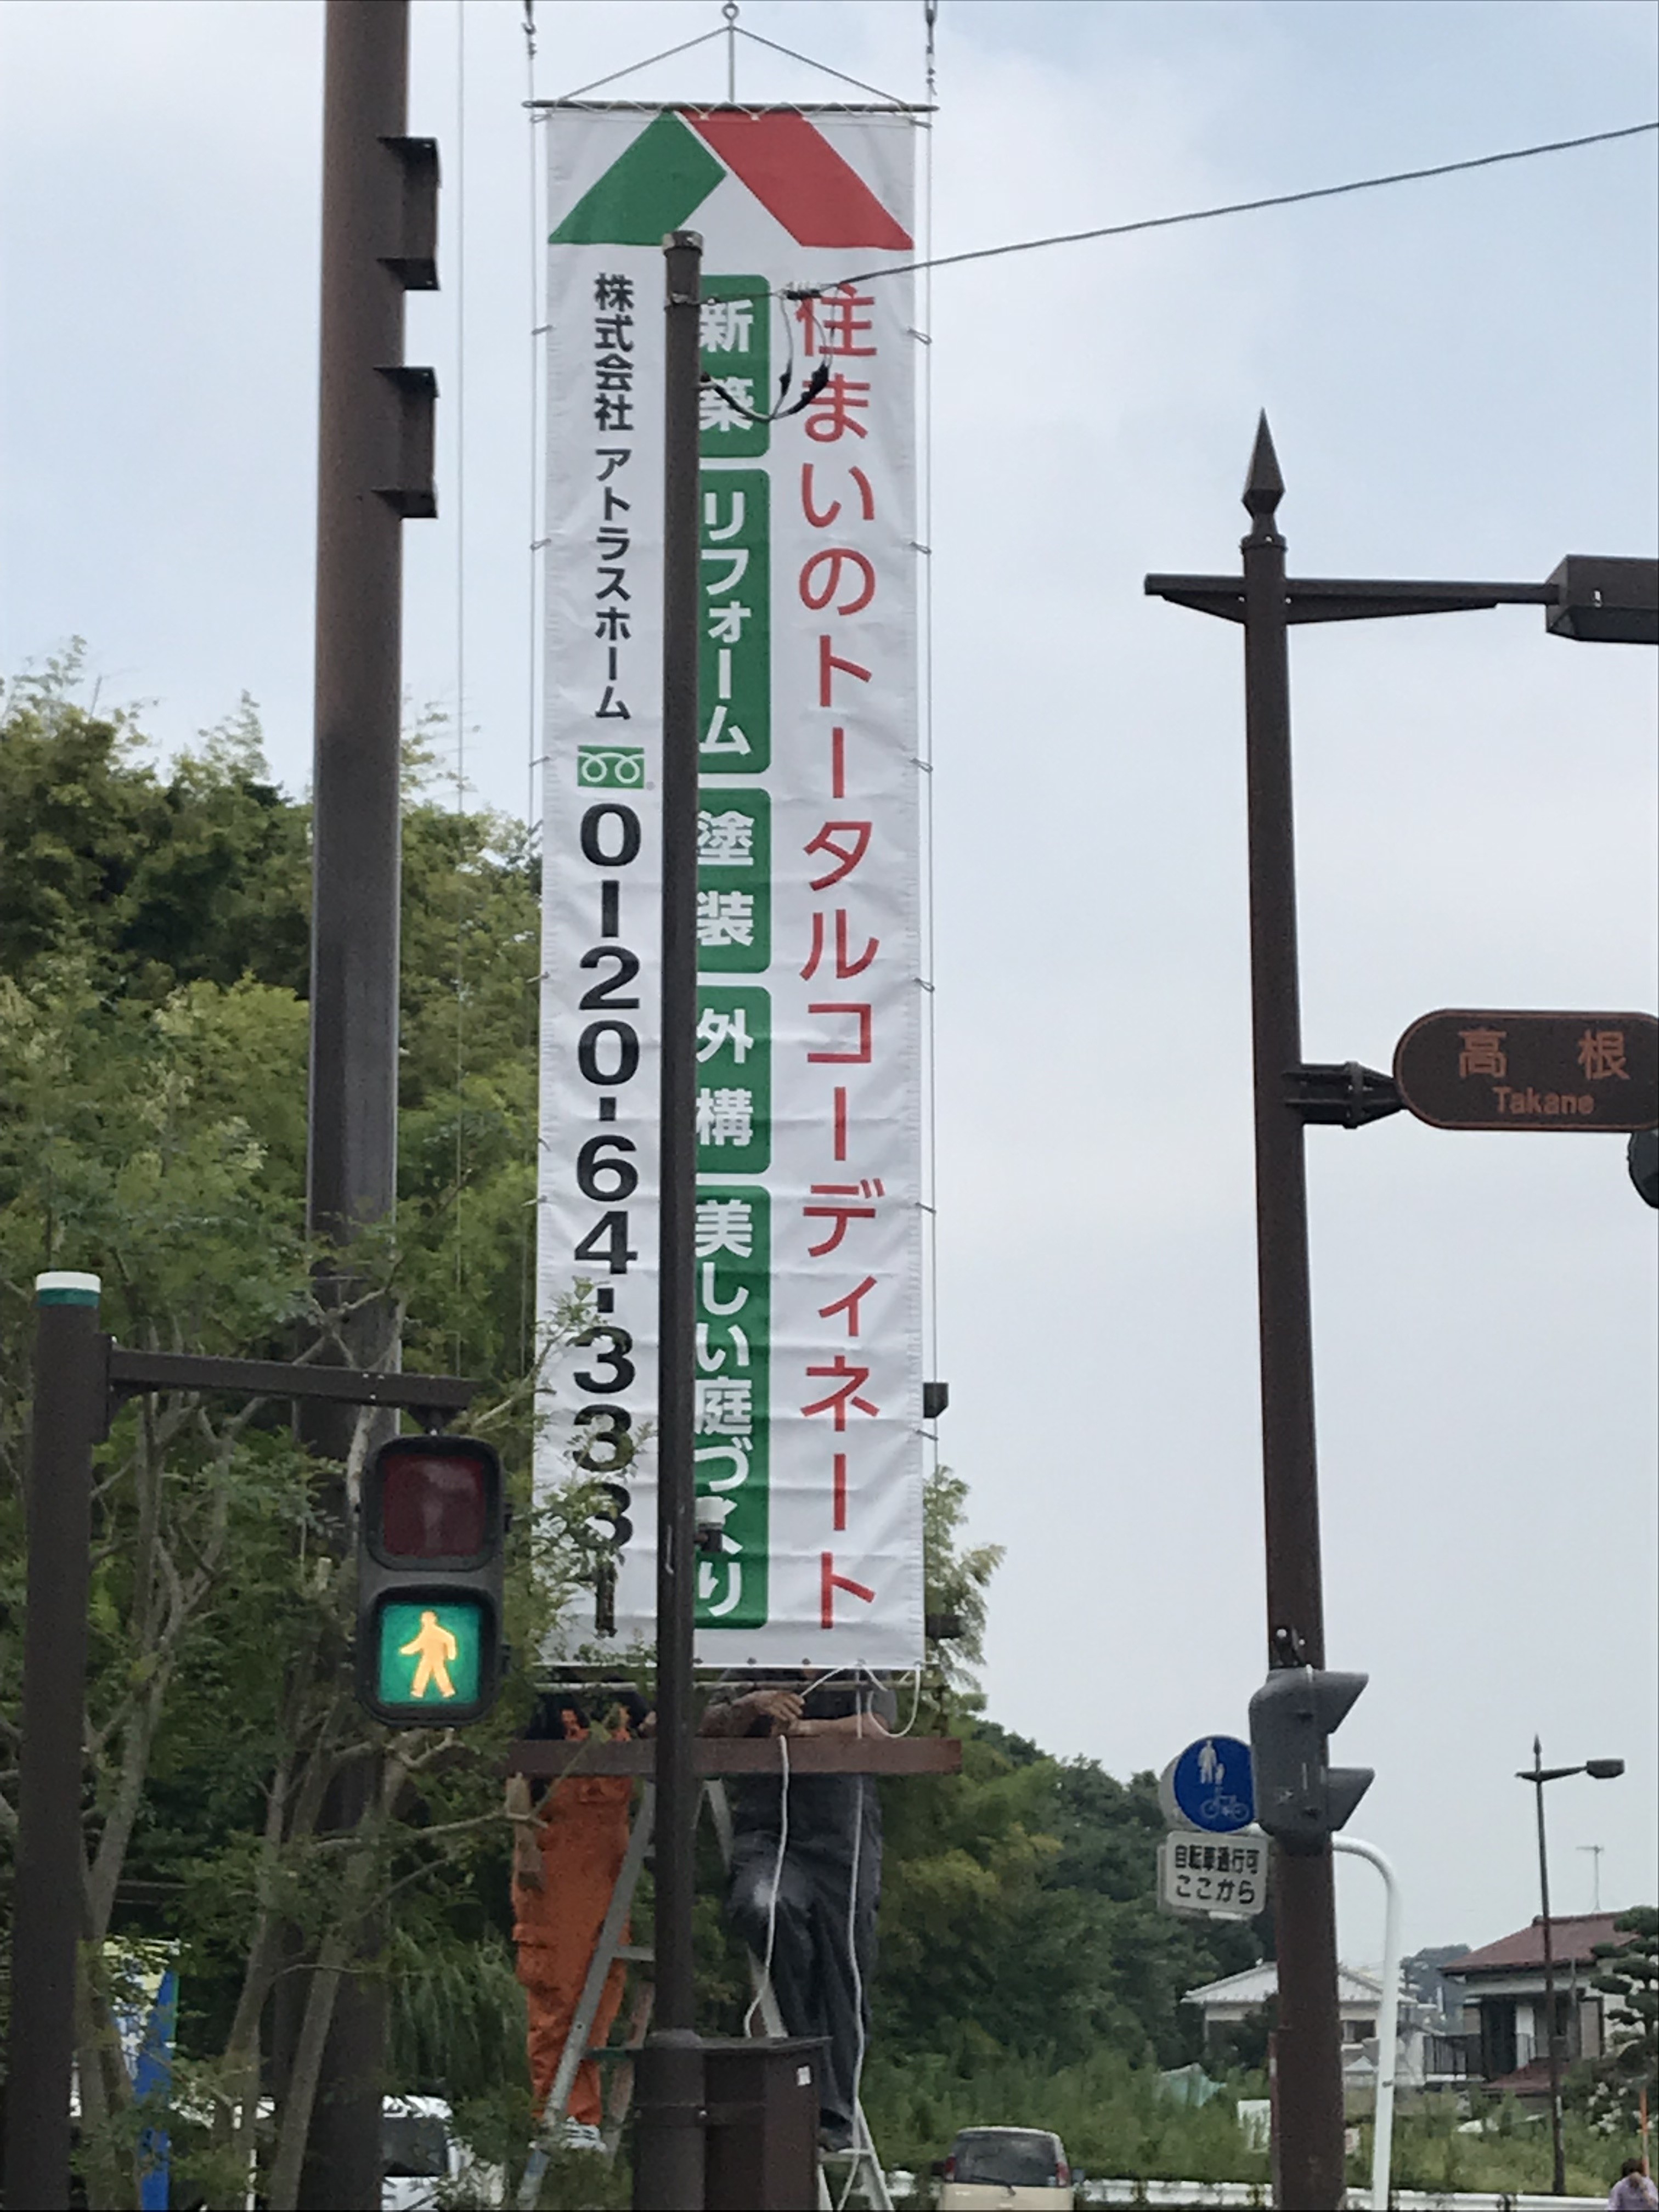 住まいのトータルコーディネート
新築
リフォーム
塗装
外構
美しい庭づくり
株式会社 アトラスホーム
0120-64-3331
高根
Takane
自転車通行可
ここから